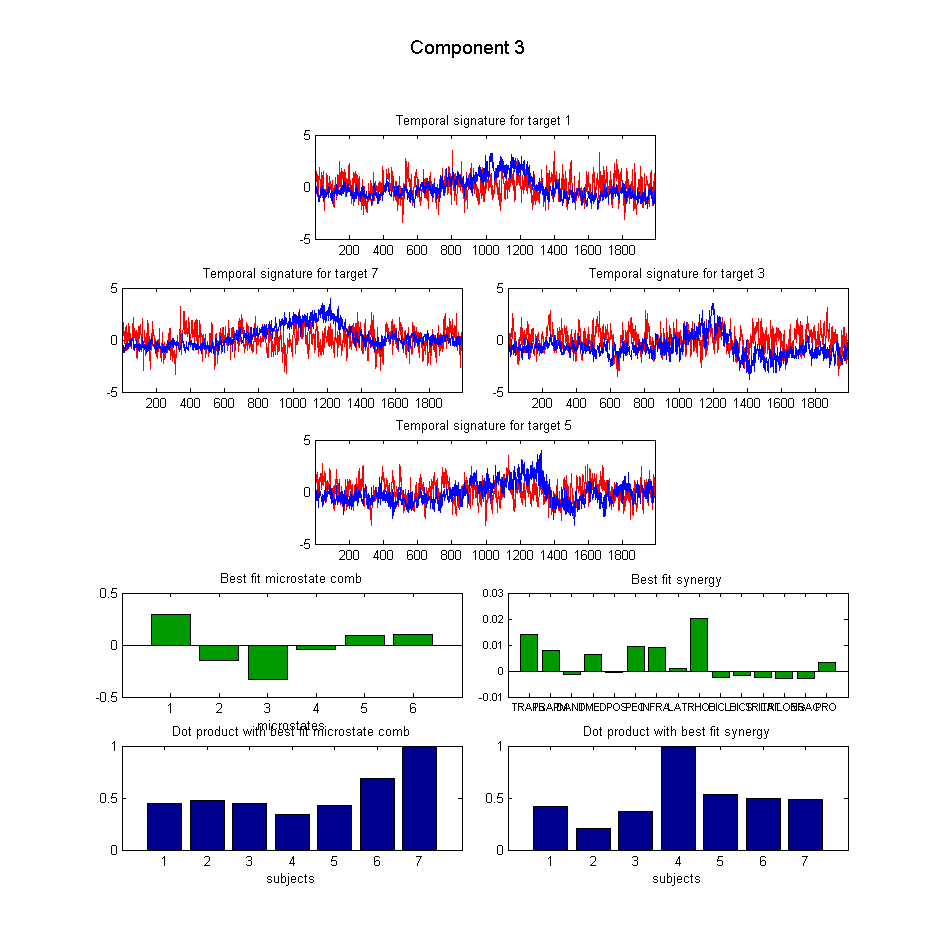 Component 3
Temporal signature for target 1
5
0
-5
200 400 600 800 1000 1200 1400 1600 1800
Temporal signature for target 7
5
0
-5
200 400 600 800 1000 1200 1400 1600 1800
Temporal signature for target 3
5
0
-5
200 400 600 800 1000 1200 1400 1600 1800
Temporal signature for target 5
5
0
-5
200 400 600 800 1000 1200 1400 1600 1800
Best fit microstate comb
0.5
0
-0.5
1 2 3 4 5 6
microstates
Best fit synergy
0.03
0.02
0.01
0
-0.01
INFRA LAT RHO PRO
Dot product with best fit microstate comb
1
0.5
0
1 2 3 4 5 6 7
subjects
Dot product with best fit synergy
1
0.5
0
1 2 3 4 5 6 7
subjects